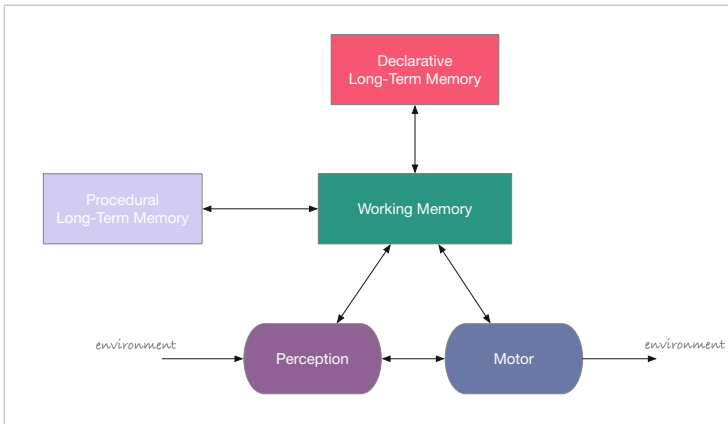 Declarative
Long-Term Memory
Procedural
Long-Term Memory
Working Memory
environment
Perception
Motor
environment